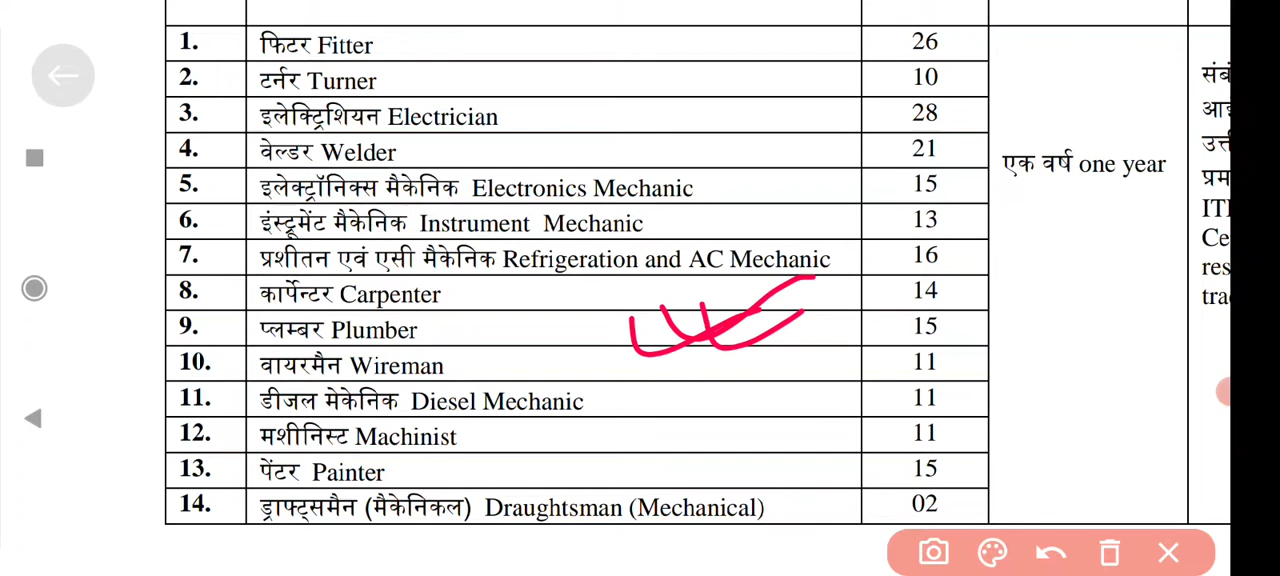 1. फिटर Fitter 26
2. टर्नर Turner 10
3. इलेक्ट्रिशियन Electrician 28
4. वेल्डर Welder 21
एक वर्ष one year
5. इलेक्ट्रॉनिक्स मैकेनिक Electronics Mechanic 15
6. इंस्ट्रूमेंट मैकेनिक Instrument Mechanic 13
7. प्रशीतन एवं एसी मैकेनिक Refrigeration and AC Mechanic 16
8. कार्पेन्टर Carpenter 14
9. प्लम्बर Plumber 15
10. वायरमैन Wireman 11
11. डीजल मेकेनिक Diesel Mechanic 11
12. मशीनिस्ट Machinist 11
13. पेंटर Painter 15
14. ड्राफ्ट्समैन (मैकेनिकल) Draughtsman (Mechanical) 02